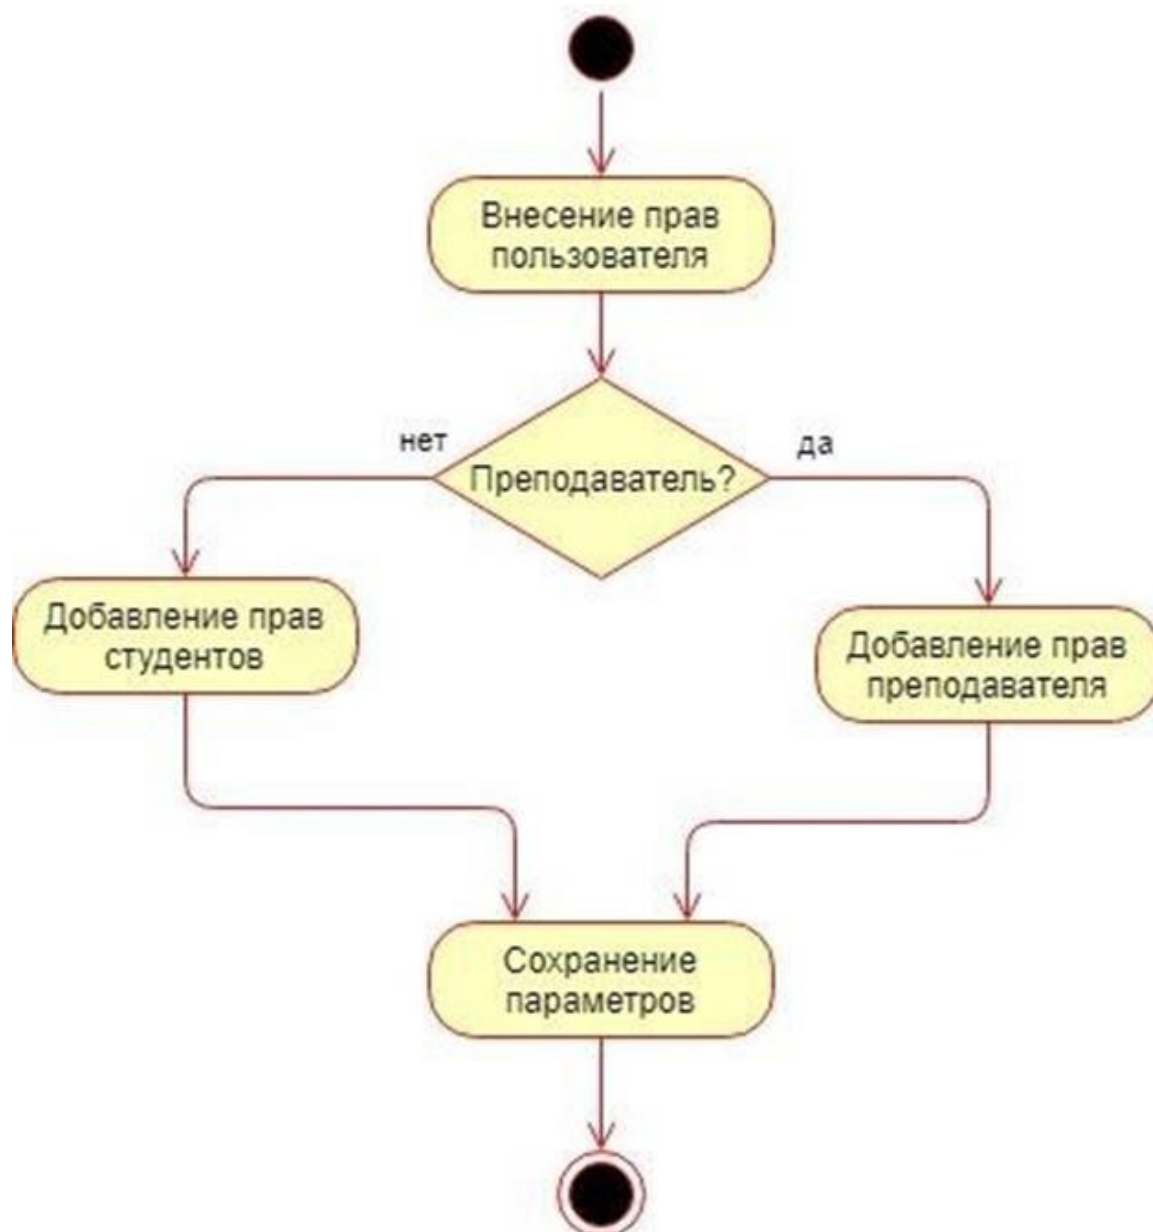 Внесение прав
пользователя
нет
да
Преподаватель?
Добавление прав
студентов
Добавление прав
преподавателя
Сохранение
параметров